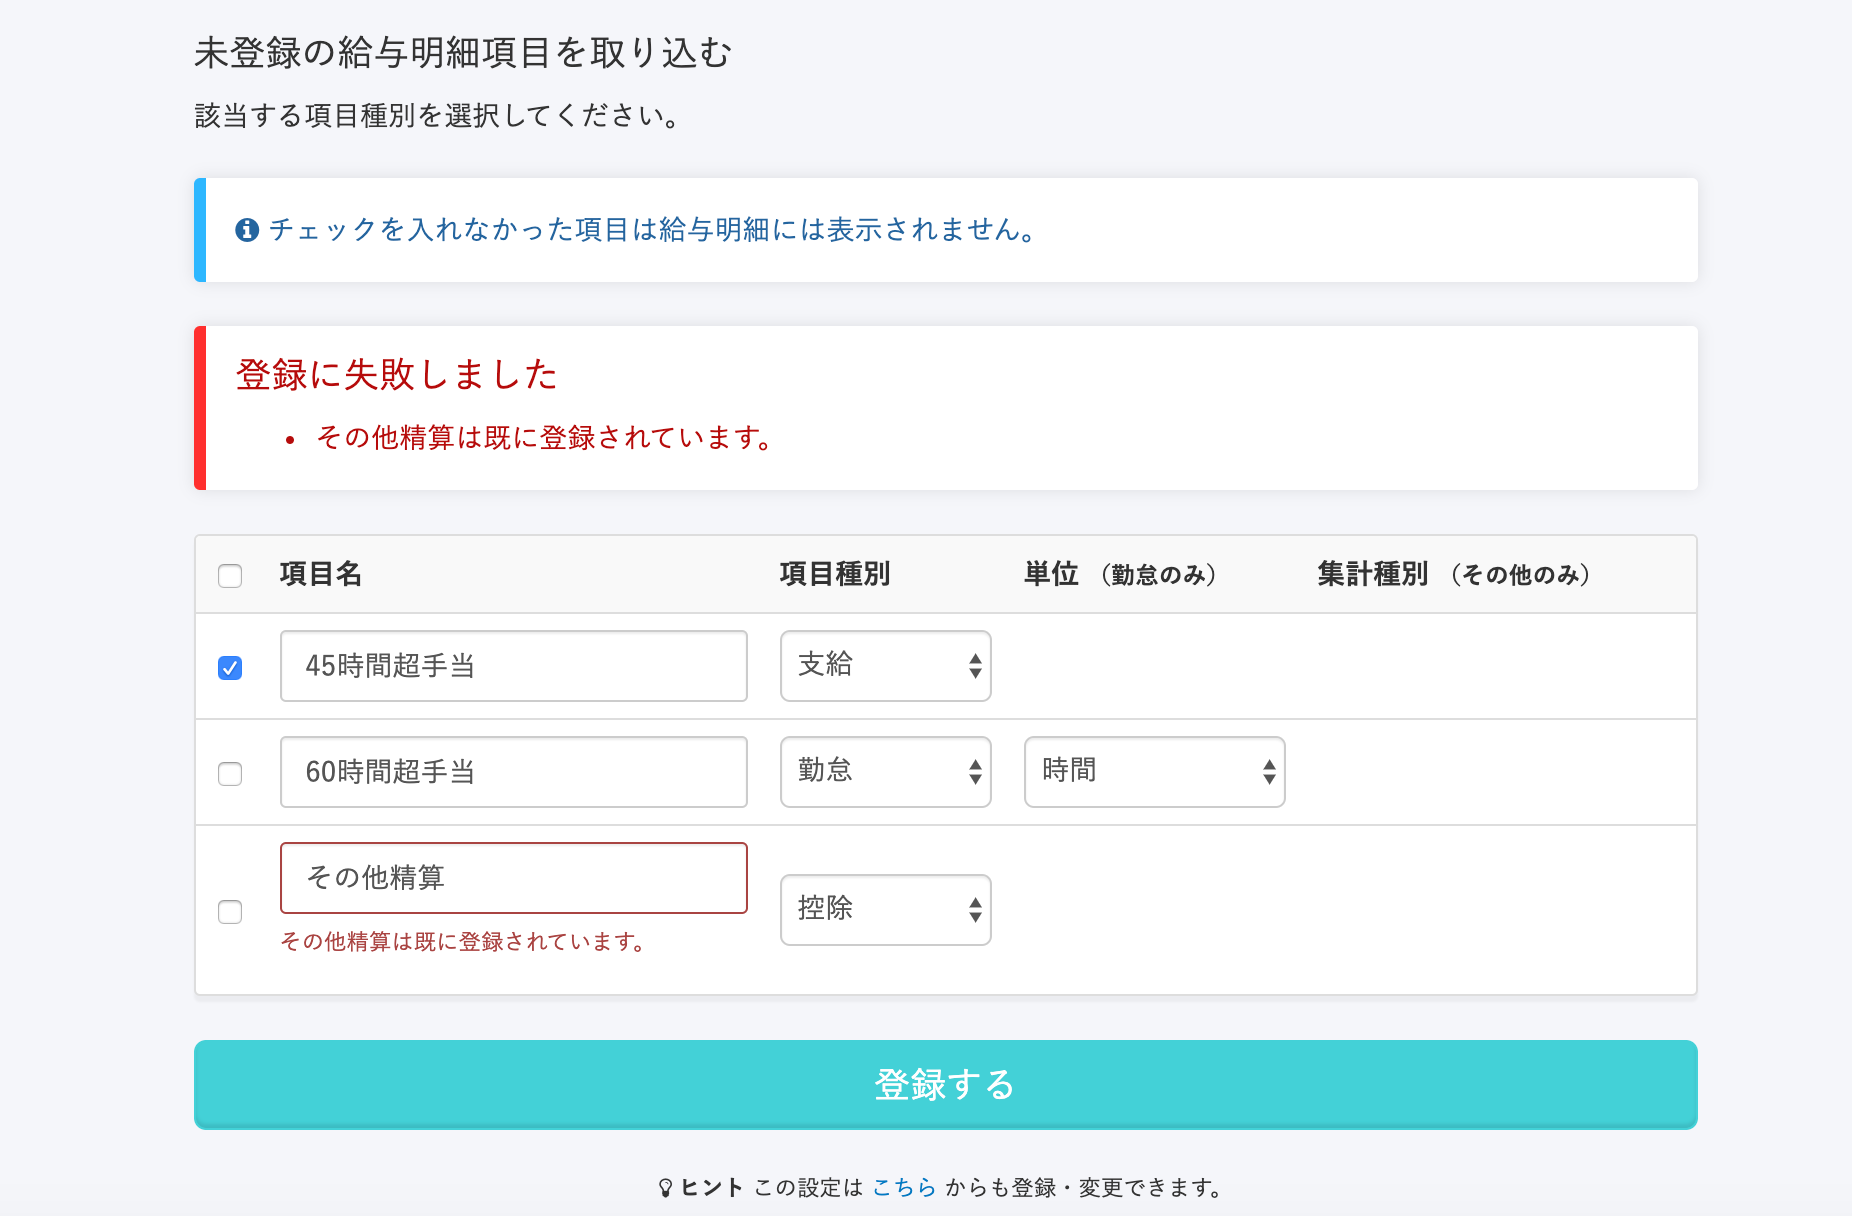 未登録の給与明細項目を取り込む
該当する項目種別を選択してください。
チェックを入れなかった項目は給与明細には表示されません。
登録に失敗しました
• その他精算は既に登録されています。
項目名 項目種別 単位 （勤怠のみ） 集計種別 （その他のみ）
45時間超手当 支給
60時間超手当 勤怠 時間
その他精算 控除
その他精算は既に登録されています。
登録する
ヒント この設定は こちら からも登録・変更できます。